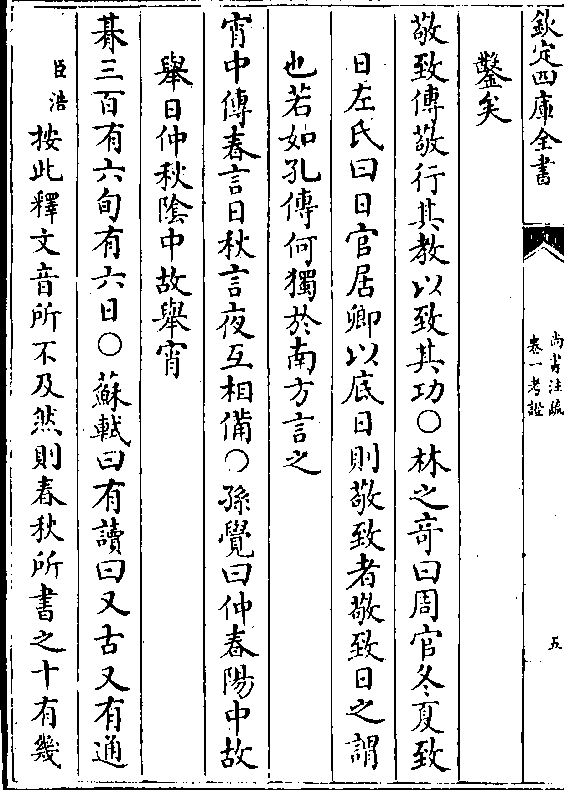 欽定四庫全書
尚書注疏
卷一考證
五
鑿矣
敬致傳敬行其教以致其功○林之竒曰周官冬夏致
日左氏曰日官居卿以底日則敬致者敬致日之謂
也若如孔傳何獨於南方言之
宵中傳春言日秋言夜互相備○孫覺曰仲春陽中故
舉日仲秋陰中故舉宵
朞三百有六旬有六日○蘇軾曰有讀曰又古又有通
臣浩按此釋文音所不及然則春秋所書之十有幾